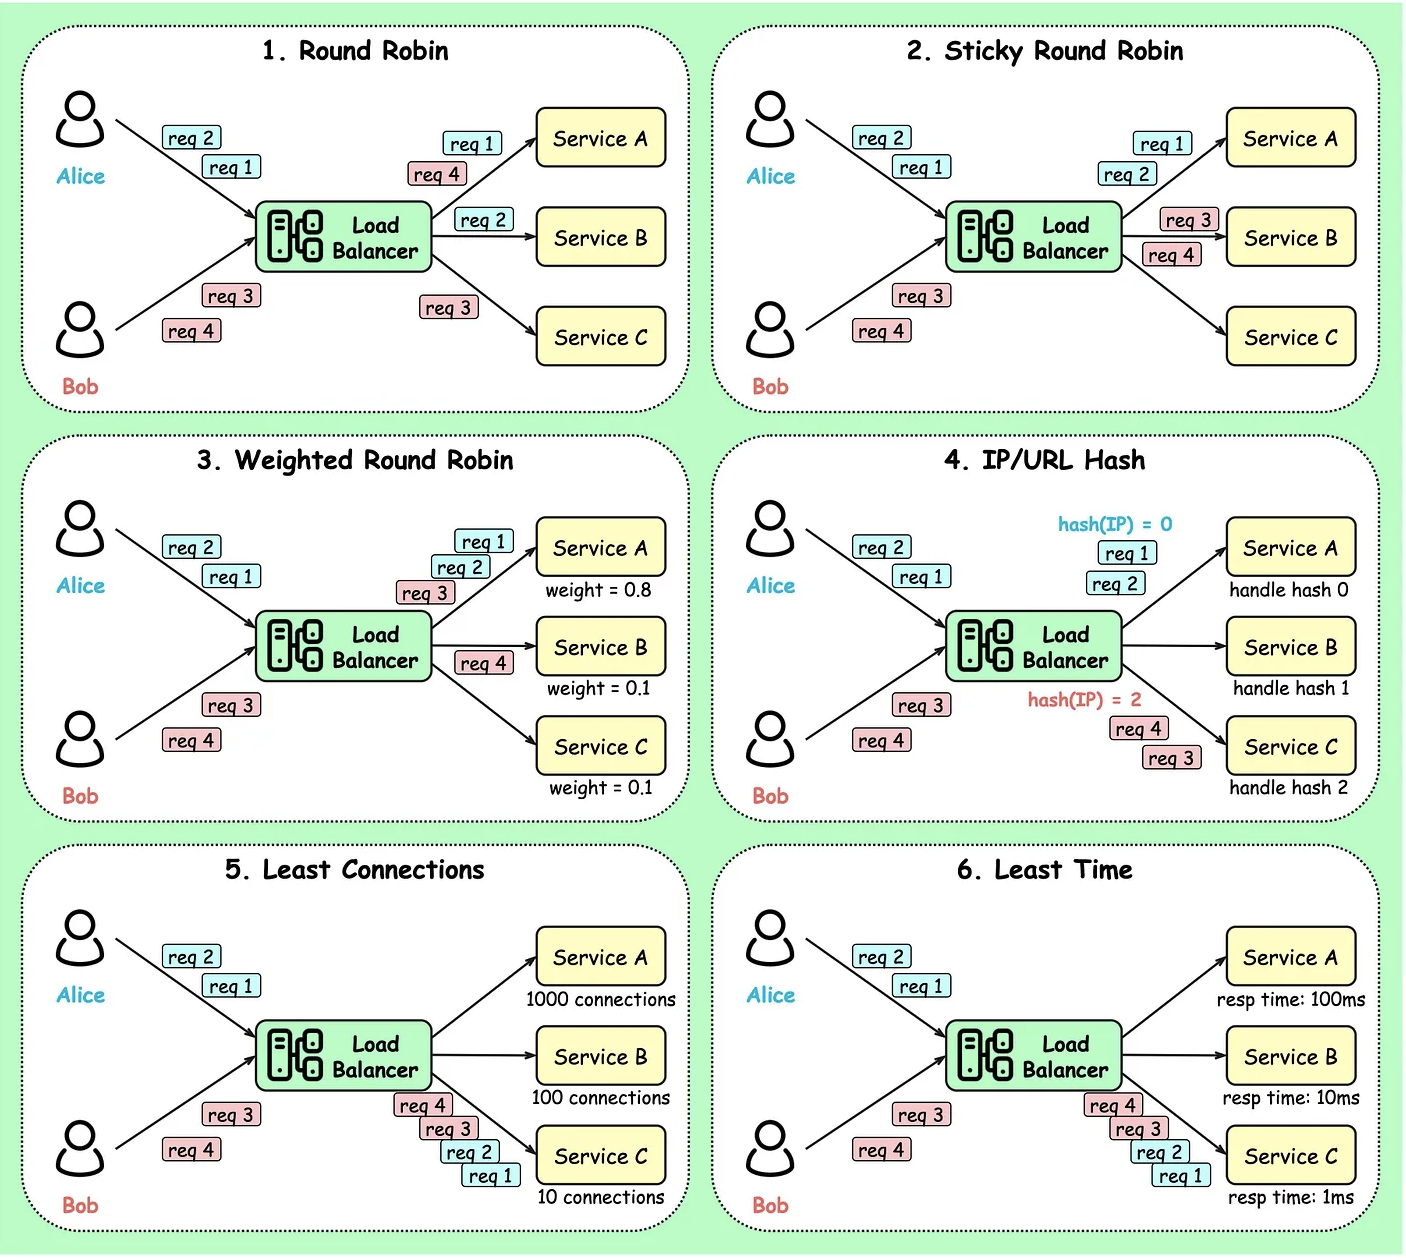 1. Round Robin
req 2
req 1
Alice
req 3
req 4
Bob
Load
Balancer
req 1
req 4
req 2
req 3
Service A
Service B
Service C
2. Sticky Round Robin
req 2
req 1
Alice
req 3
req 4
Bob
Load
Balancer
req 1
req 2
req 3
req 4
Service A
Service B
Service C
3. Weighted Round Robin
req 2
req 1
Alice
req 3
req 4
Bob
Load
Balancer
req 1
req 2
req 3
req 4
Service A
weight = 0.8
Service B
weight = 0.1
Service C
weight = 0.1
4. IP/URL Hash
req 2
req 1
Alice
req 3
req 4
Bob
Load
Balancer
hash(IP) = 0
req 1
req 2
hash(IP) = 2
req 4
req 3
Service A
handle hash 0
Service B
handle hash 1
Service C
handle hash 2
5. Least Connections
req 2
req 1
Alice
req 3
req 4
Bob
Load
Balancer
req 4
req 3
req 2
req 1
Service A
1000 connections
Service B
100 connections
Service C
10 connections
6. Least Time
req 2
req 1
Alice
req 3
req 4
Bob
Load
Balancer
req 4
req 3
req 2
req 1
Service A
resp time: 100ms
Service B
resp time: 10ms
Service C
resp time: 1ms